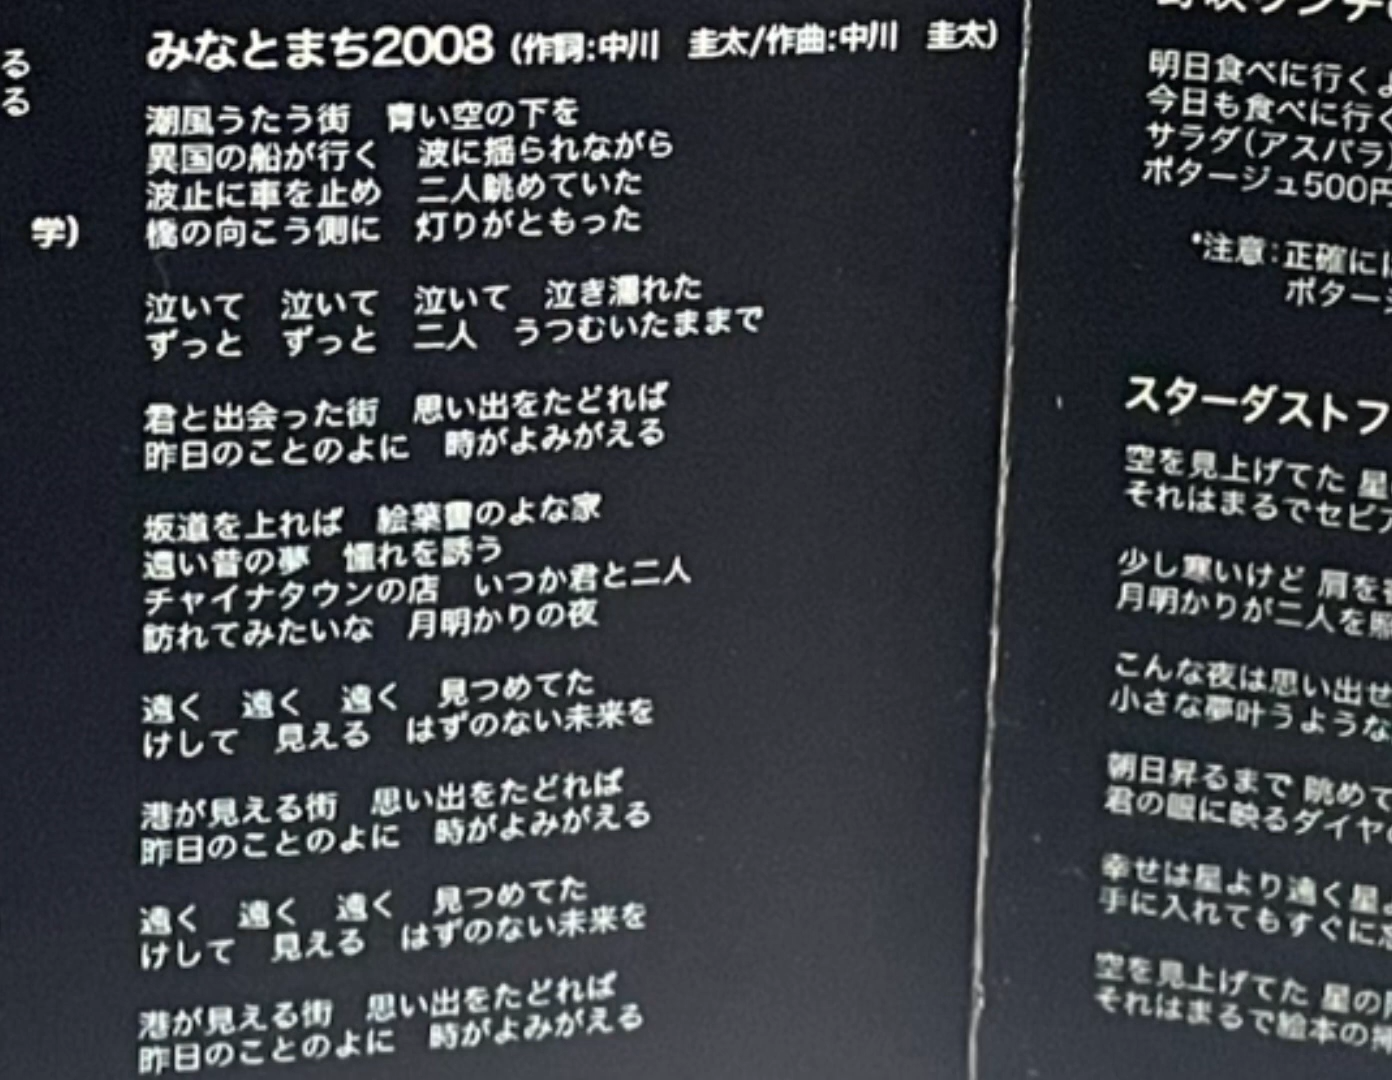 る
る
学)
みなとまち2008(作詞:中川　圭太/作曲:中川　圭太)
潮風うたう街　青い空の下を
異国の船が行く　波に揺られながら
波止に車を止め　二人眺めていた
橋の向こう側に　灯りがともった
泣いて　泣いて　泣いて　泣き濡れた
ずっと　ずっと　二人　うつむいたままで
君と出会った街　思い出をたどれば
昨日のことのよに　時がよみがえる
坂道を上れば　絵葉書のよな家
遠い昔の夢　憧れを誘う
チャイナタウンの店　いつか君と二人
訪れてみたいな　月明かりの夜
遠く　遠く　遠く　見つめてた
けして　見える　はずのない未来を
港が見える街　思い出をたどれば
昨日のことのよに　時がよみがえる
遠く　遠く　遠く　見つめてた
けして　見える　はずのない未来を
港が見える街　思い出をたどれば
昨日のことのよに　時がよみがえる
明日食べに行くよ
今日も食べに行く
サラダ(アスパラ)
ポタージュ500円
*注意:正確には
ポタージ
スターダストフ
空を見上げてた 星
それはまるでセピア
少し寒いけど 肩を
月明かりが二人を照
こんな夜は思い出せ
小さな夢叶うような
朝日昇るまで 眺めて
君の瞳に映るダイヤ
幸せは星より遠く星
手に入れてもすぐに
空を見上げてた 星の
それはまるで絵本の